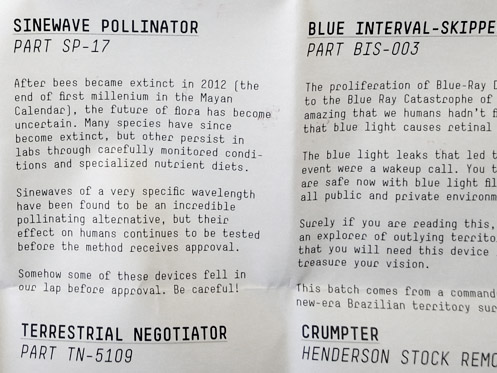 SINEWAVE POLLINATOR
PART SP-17
After bees became extinct in 2012 (the
end of first millenium in the Mayan
Calendar), the future of flora has become
uncertain. Many species have since
become extinct, but other persist in
labs through carefully monitored condi-
tions and specialized nutrient diets.
Sinewaves of a very specific wavelength
have been found to be an incredible
pollinating alternative, but their
effect on humans continues to be tested
before the method receives approval.
Somehow some of these devices fell in
our lap before approval. Be careful!
TERRESTRIAL NEGOTIATOR
PART TN-5109
BLUE INTERVAL-SKIPPE
PART BIS-003
The proliferation of Blue-Ray D
to the Blue Ray Catastrophe of
amazing that we humans hadn't f
that blue light causes retinal
The blue light leaks that led t
event were a wakeup call. You t
are safe now with blue light fil
all public and private environm
Surely if you are reading this,
an explorer of outlying territo
that you will need this device
treasure your vision.
This batch comes from a command
new-era Brazilian territory sur
CRUMPTER
HENDERSON STOCK REMO